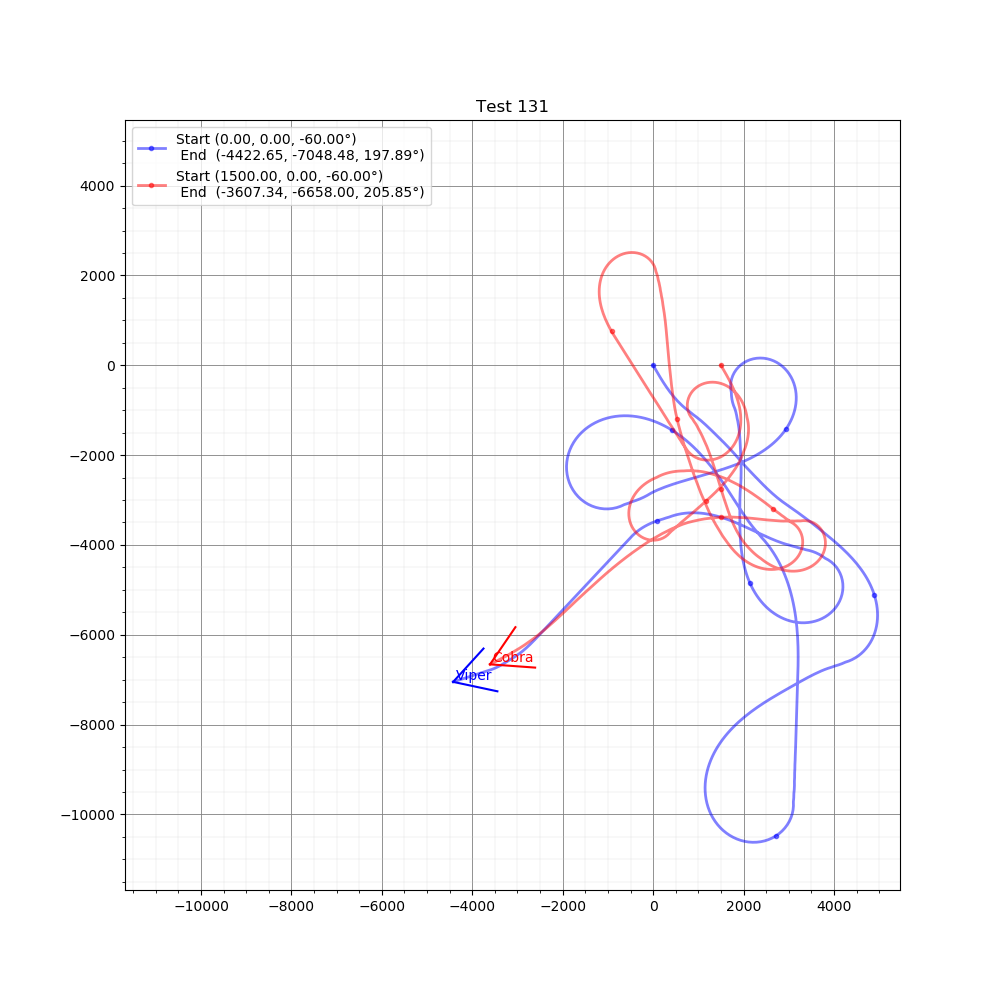 Test 131
Start (0.00, 0.00, -60.00°)
End  (-4422.65, -7048.48, 197.89°)
Start (1500.00, 0.00, -60.00°)
End  (-3607.34, -6658.00, 205.85°)
4000
2000
0
−2000
−4000
−6000
−8000
−10000
Cobra
Viper
−10000 −8000 −6000 −4000 −2000 0 2000 4000